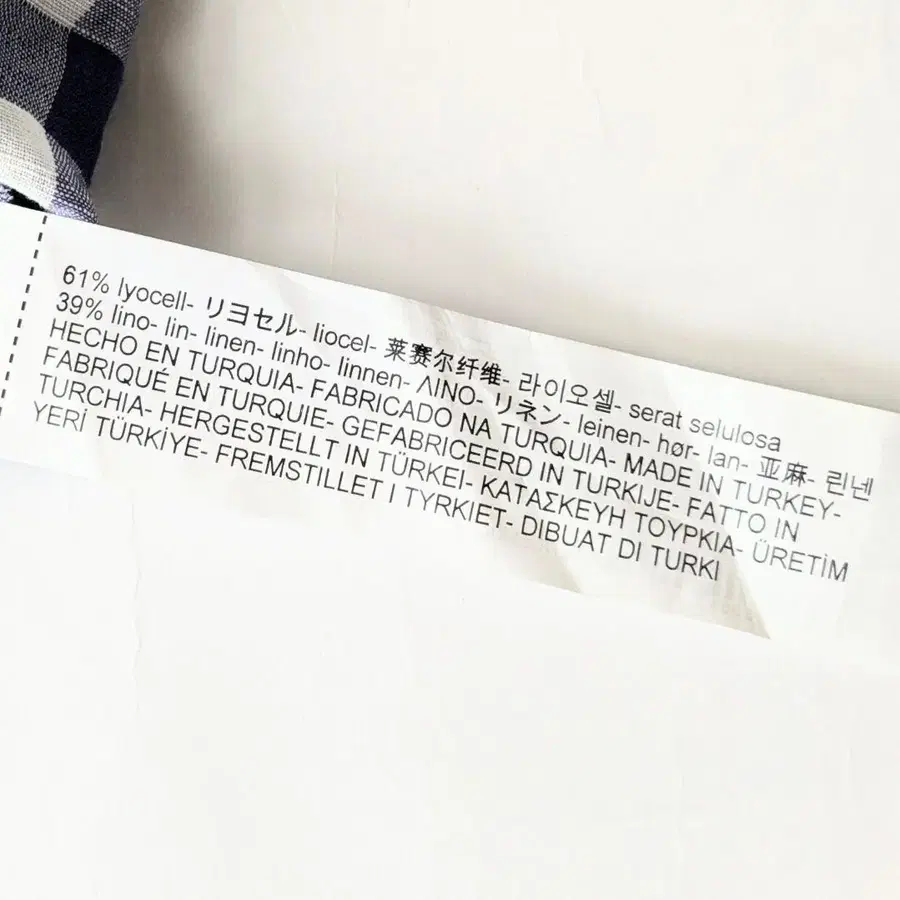 61% lyocell- リヨセル- liocel- 莱赛尔纤维- 라이오셀- serat selulosa
39% lino- lin- linen- linho- linnen- ΛΙΝΟ- リネン- leinen- hør- lan- 亚麻- 린넨
HECHO EN TURQUIA- FABRICADO NA TURQUIA- MADE IN TURKEY-
FABRIQUÉ EN TURQUIE- GEFABRICEERD IN TURKIJE- FATTO IN
TURCHIA- HERGESTELLT IN TÜRKEI- ΚΑΤΑΣΚΕΥΗ ΤΟΥΡΚΙΑ- ÜRETİM
YERİ TÜRKİYE- FREMSTILLET I TYRKIET- DIBUAT DI TURKI